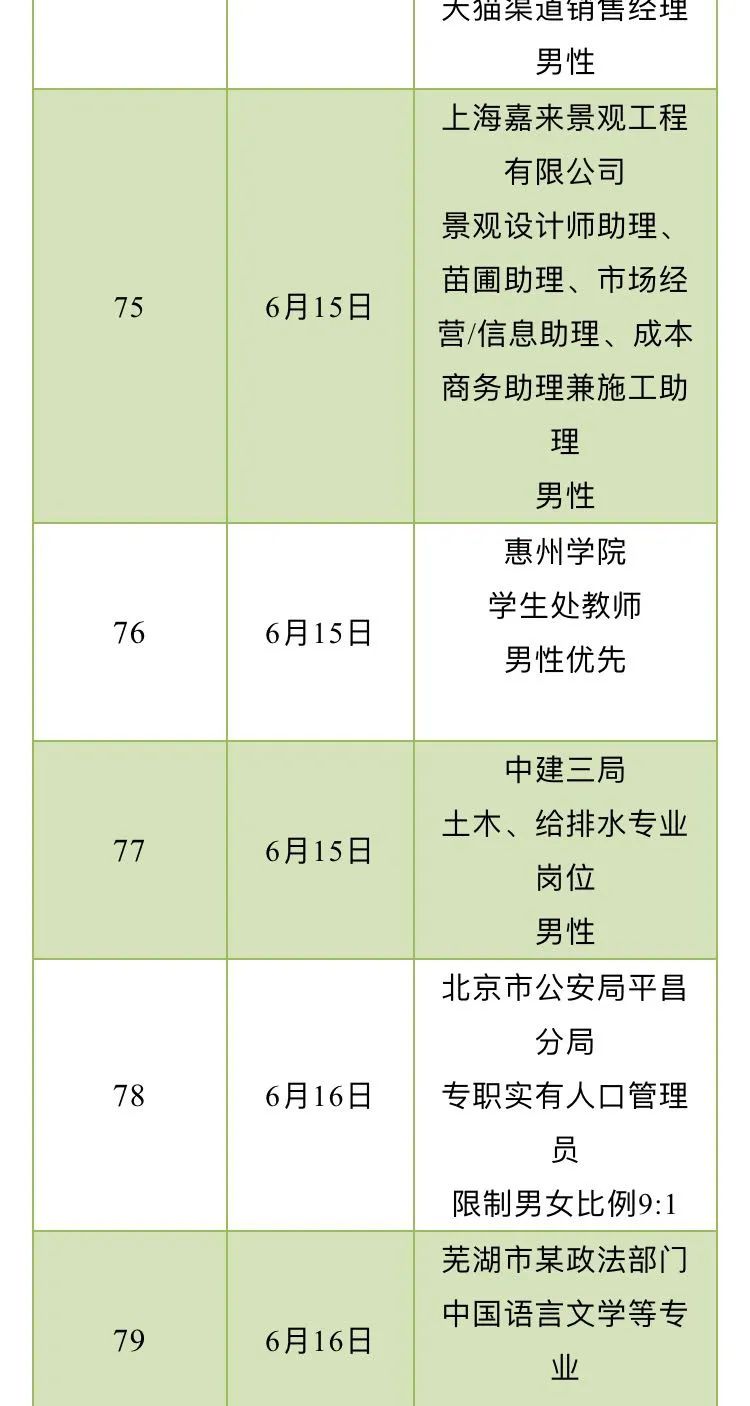 天猫渠道销售经理
男性
75
6月15日
上海嘉来景观工程
有限公司
景观设计师助理、
苗圃助理、市场经
营/信息助理、成本
商务助理兼施工助
理
男性
76
6月15日
惠州学院
学生处教师
男性优先
77
6月15日
中建三局
土木、给排水专业
岗位
男性
78
6月16日
北京市公安局平昌
分局
专职实有人口管理
员
限制男女比例9:1
79
6月16日
芜湖市某政法部门
中国语言文学等专
业